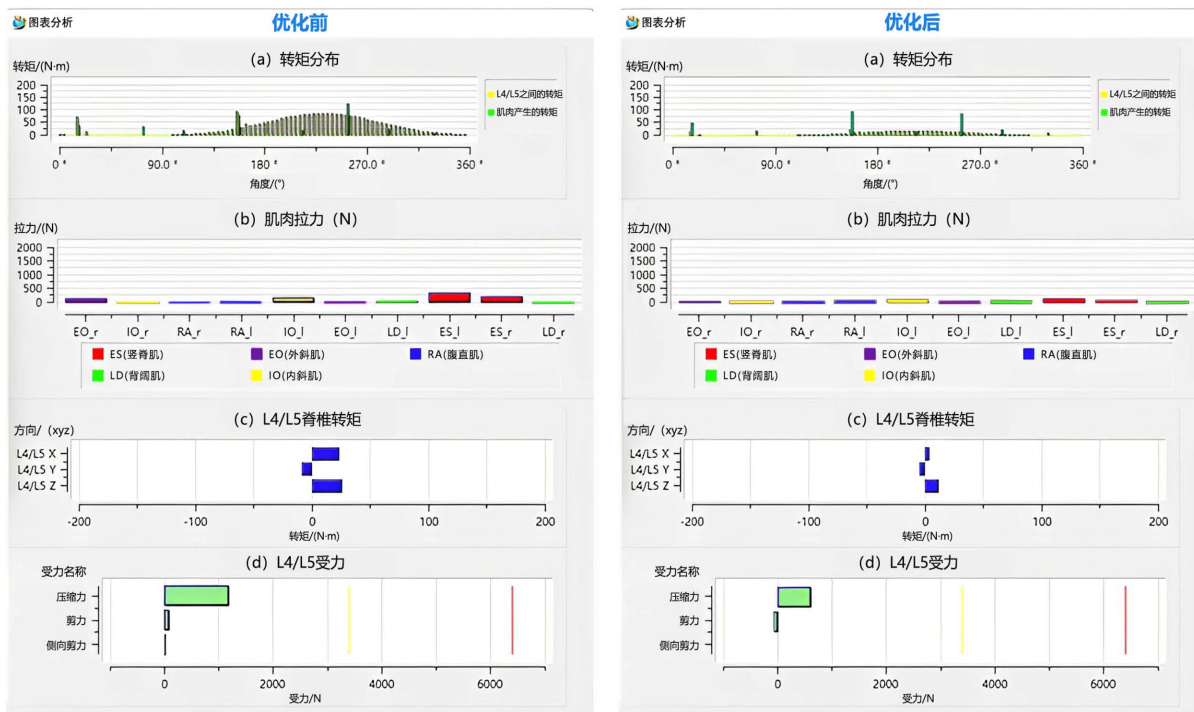 图表分析
优化前
(a) 转矩分布
转矩/(N·m)
200
150
100
50
0
L4/L5之间的转矩
肌肉产生的转矩
0° 90.0° 180° 270.0° 360°
角度/(°)
(b) 肌肉拉力（N）
拉力/(N)
2000
1500
1000
500
0
EO_r IO_r RA_r RA_l IO_l EO_l LD_l ES_l ES_r LD_r
ES(竖脊肌) EO(外斜肌) RA(腹直肌)
LD(背阔肌) IO(内斜肌)
(c) L4/L5脊椎转矩
方向/（xyz）
L4/L5 X
L4/L5 Y
L4/L5 Z
-200 -100 0 100 200
转矩/(N·m)
(d) L4/L5受力
受力名称
压缩力
剪力
侧向剪力
0 2000 4000 6000
受力/N
图表分析
优化后
(a) 转矩分布
转矩/(N·m)
200
150
100
50
0
L4/L5之间的转矩
肌肉产生的转矩
0° 90.0° 180° 270.0° 360°
角度/(°)
(b) 肌肉拉力（N）
拉力/(N)
2000
1500
1000
500
0
EO_r IO_r RA_r RA_l IO_l EO_l LD_l ES_l ES_r LD_r
ES(竖脊肌) EO(外斜肌) RA(腹直肌)
LD(背阔肌) IO(内斜肌)
(c) L4/L5脊椎转矩
方向/（xyz）
L4/L5 X
L4/L5 Y
L4/L5 Z
-200 -100 0 100 200
转矩/(N·m)
(d) L4/L5受力
受力名称
压缩力
剪力
侧向剪力
0 2000 4000 6000
受力/N